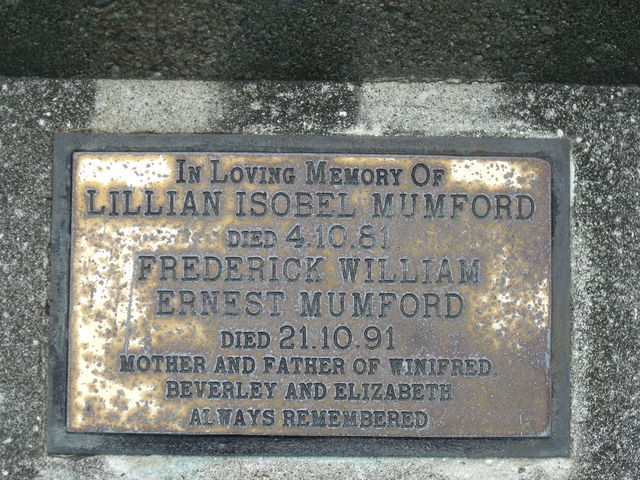 IN LOVING MEMORY OF
LILLIAN ISOBEL MUMFORD
DIED 4.10.81
FREDERICK WILLIAM
ERNEST MUMFORD
DIED 21.10.91
MOTHER AND FATHER OF WINIFRED,
BEVERLEY AND ELIZABETH
ALWAYS REMEMBERED